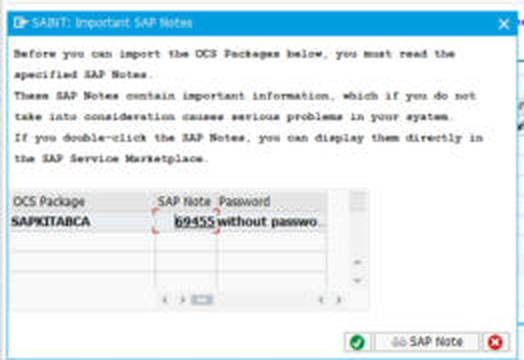 SAINT: Important SAP Notes
Before you can import the OCS Packages below, you must read the
specified SAP Notes.
These SAP Notes contain important information, which if you do not
take into consideration causes serious problems in your system.
If you double-click the SAP Notes, you can display them directly in
the SAP Service Marketplace.
OCS Package SAP Note Password
SAPKITABCA 69455 without passwo...
SAP Note